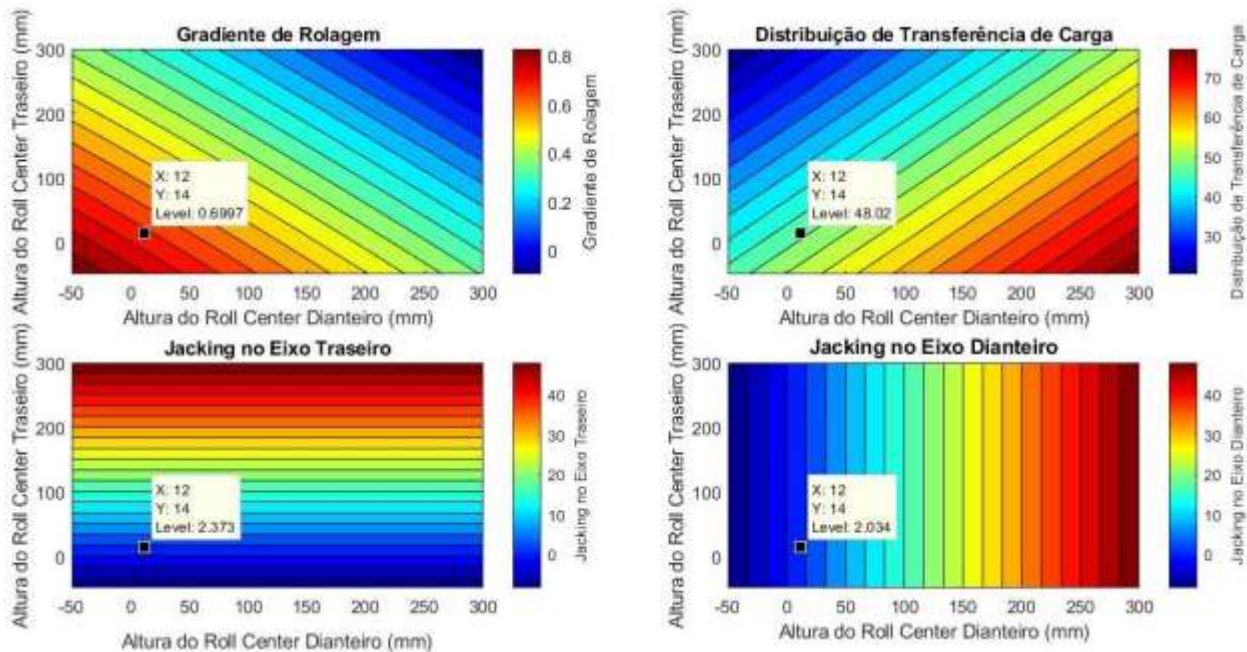 Gradiente de Rolagem
Altura do Roll Center Traseiro (mm)
300
200
100
0
X: 12
Y: 14
Level: 0.6997
-50 0 50 100 150 200 250 300
Altura do Roll Center Dianteiro (mm)
0.8
0.6
0.4
0.2
0
Gradiente de Rolagem
Distribuição de Transferência de Carga
Altura do Roll Center Traseiro (mm)
300
200
100
0
X: 12
Y: 14
Level: 48.02
-50 0 50 100 150 200 250 300
Altura do Roll Center Dianteiro (mm)
70
60
50
40
30
Distribuição de Transferência de Carga
Jacking no Eixo Traseiro
Altura do Roll Center Traseiro (mm)
300
200
100
0
X: 12
Y: 14
Level: 2.373
-50 0 50 100 150 200 250 300
Altura do Roll Center Dianteiro (mm)
40
30
20
10
0
Jacking no Eixo Traseiro
Jacking no Eixo Dianteiro
Altura do Roll Center Traseiro (mm)
300
200
100
0
X: 12
Y: 14
Level: 2.034
-50 0 50 100 150 200 250 300
Altura do Roll Center Dianteiro (mm)
40
30
20
10
0
Jacking no Eixo Dianteiro